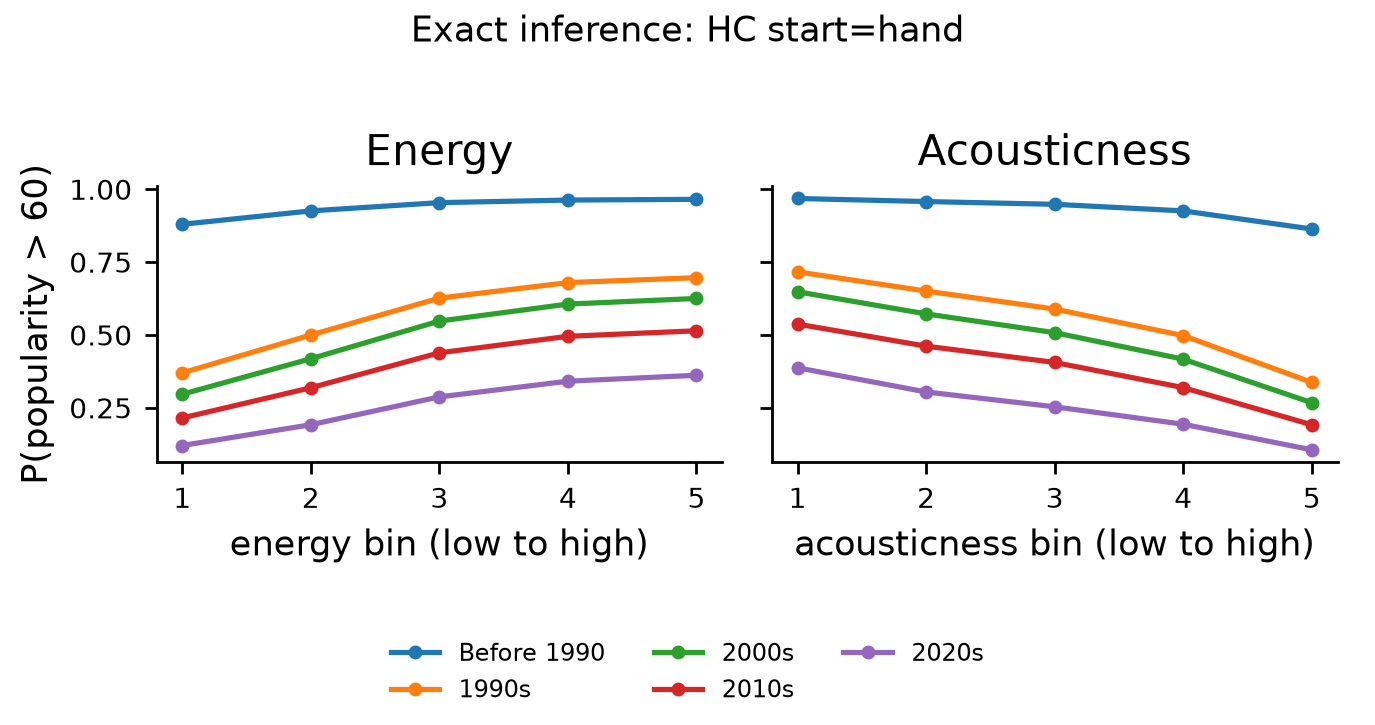 Exact inference: HC start=hand
Energy
Acousticness
P(popularity > 60)
1.00
0.75
0.50
0.25
1 2 3 4 5
1 2 3 4 5
energy bin (low to high)
acousticness bin (low to high)
Before 1990
2000s
2020s
1990s
2010s